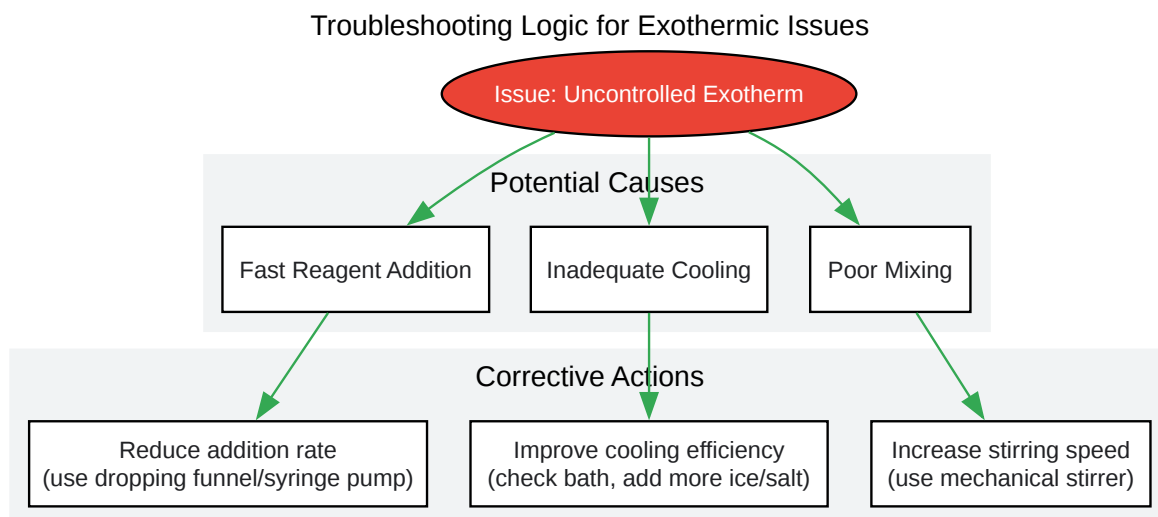 Troubleshooting Logic for Exothermic Issues
Issue: Uncontrolled Exotherm
Potential Causes
Fast Reagent Addition
Inadequate Cooling
Poor Mixing
Corrective Actions
Reduce addition rate
(use dropping funnel/syringe pump)
Improve cooling efficiency
(check bath, add more ice/salt)
Increase stirring speed
(use mechanical stirrer)